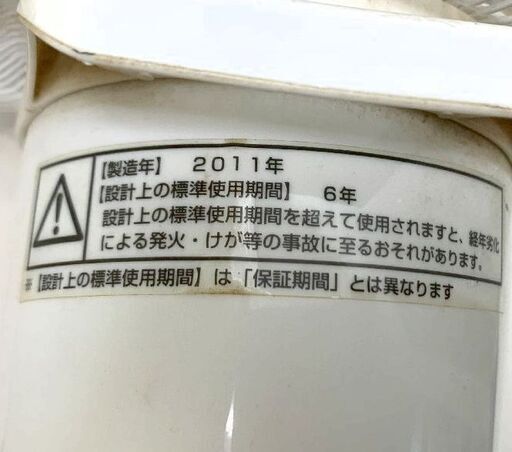 【製造年】 2011年
【設計上の標準使用期間】 6年
設計上の標準使用期間を超えて使用されますと、経年劣化
による発火・けが等の事故に至るおそれがあります。
※【設計上の標準使用期間】は「保証期間」とは異なります